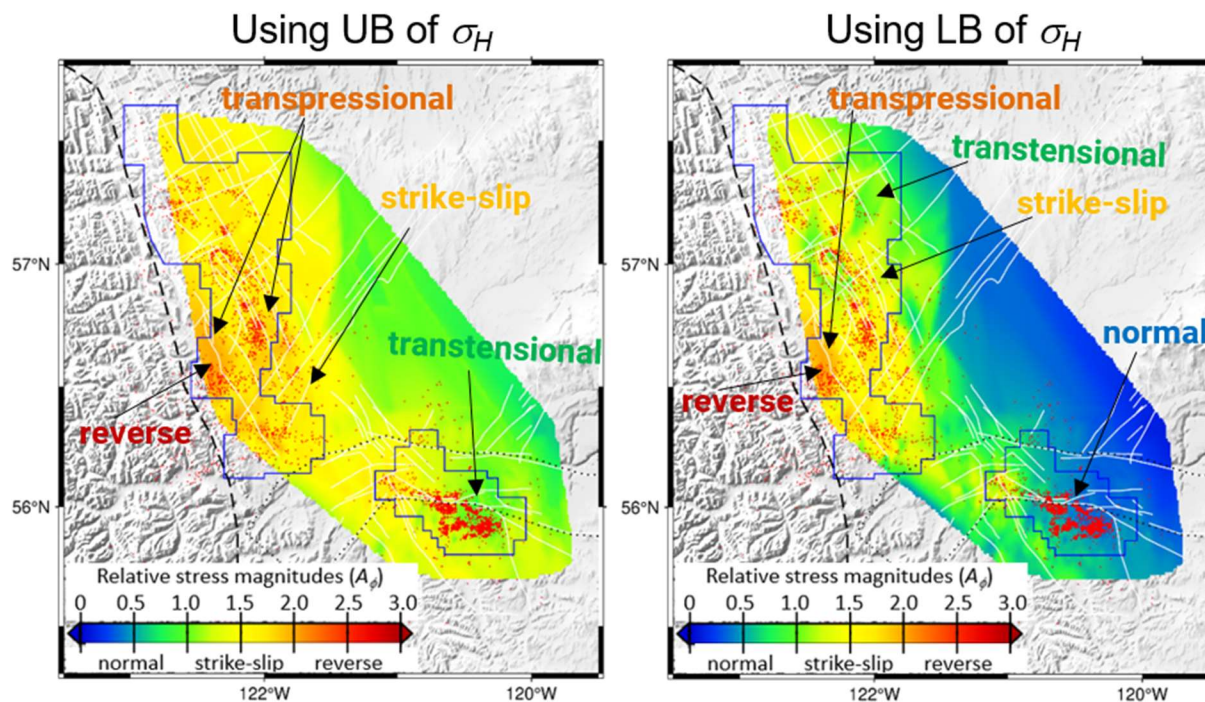 Using UB of σH
transpressional
strike-slip
57°N
transtensional
reverse
56°N
Relative stress magnitudes (Aϕ)
0 0.5 1.0 1.5 2.0 2.5 3.0
normal strike-slip reverse
122°W 120°W
Using LB of σH
transpressional
transtensional
strike-slip
normal
reverse
Relative stress magnitudes (Aϕ)
0 0.5 1.0 1.5 2.0 2.5 3.0
normal strike-slip reverse
122°W 120°W